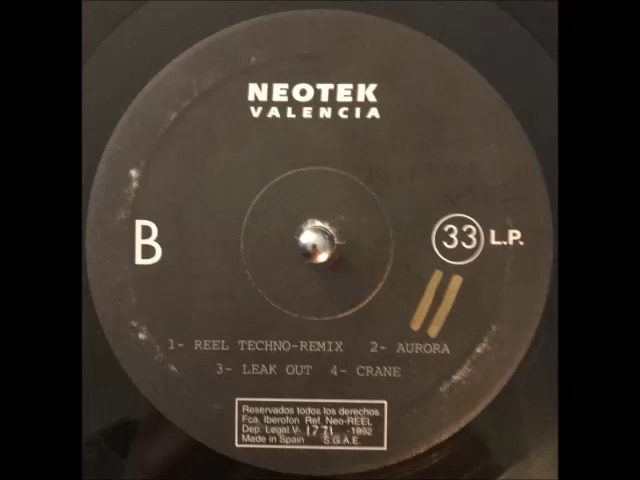 NEOTEK
VALENCIA
B
33 L.P.
1- REEL TECHNO-REMIX 2- AURORA
3- LEAK OUT 4- CRANE
Reservados todos los derechos.
Fca. Iberofon Ref. Neo-REEL
Dep. Legal V- 1771 -1992
Made in Spain S.G.A.E.